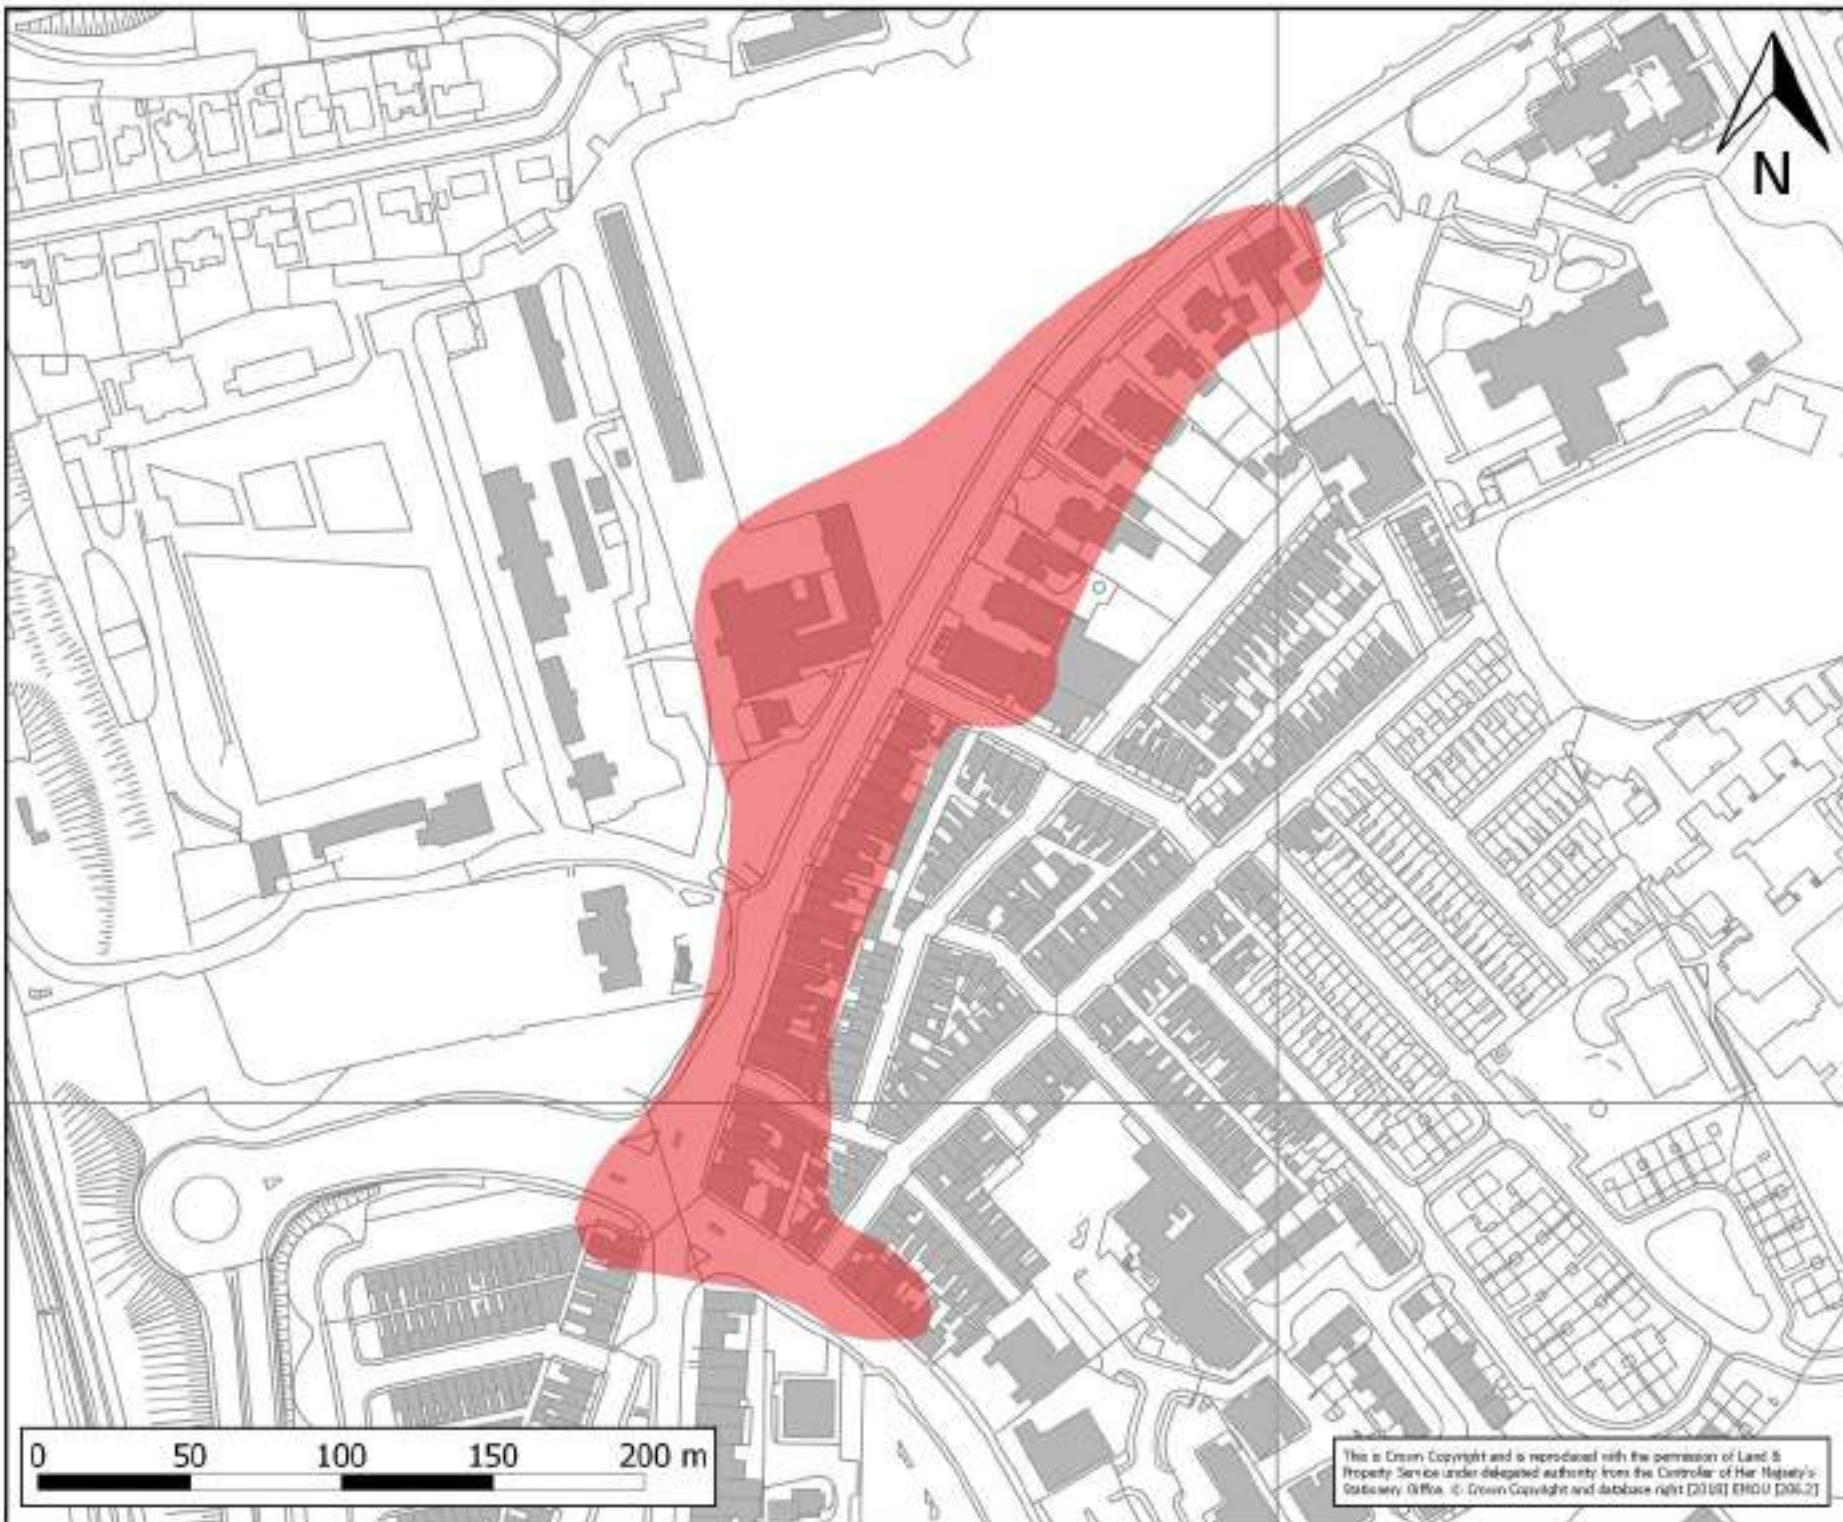 N
0 50 100 150 200 m
This is Crown Copyright and is reproduced with the permission of Land &
Property Service under delegated authority from the Controller of Her Majesty's
Stationery Office, © Crown Copyright and database right [2018] EMOU [206.2]